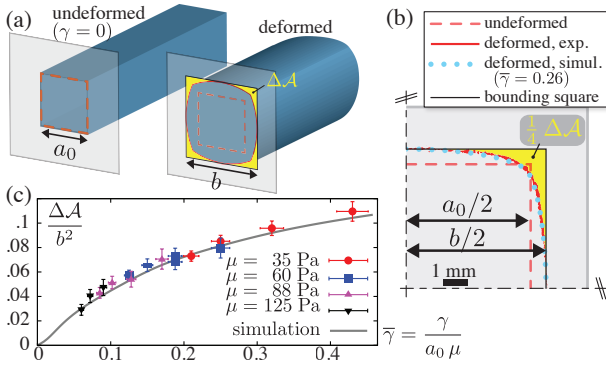 (a)
undeformed
(γ = 0)
deformed
ΔA
a₀
b
(b)
undeformed
deformed, exp.
deformed, simul.
(γ̅ = 0.26)
bounding square
1/4 ΔA
a₀/2
b/2
1 mm
(c)
ΔA/b²
0.1
.08
.06
.04
.02
0
μ = 35 Pa
μ = 60 Pa
μ = 88 Pa
μ = 125 Pa
simulation
0 0.1 0.2 0.3 0.4
γ̅ = γ/(a₀ μ)